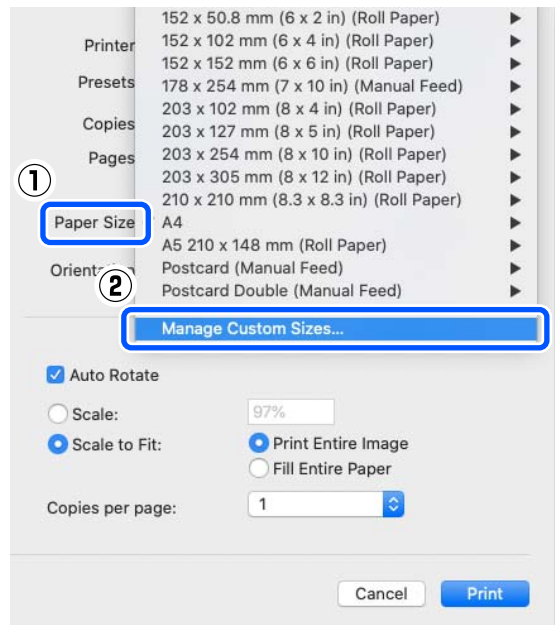 152 x 50.8 mm (6 x 2 in) (Roll Paper)
Printer
152 x 102 mm (6 x 4 in) (Roll Paper)
152 x 152 mm (6 x 6 in) (Roll Paper)
Presets
178 x 254 mm (7 x 10 in) (Manual Feed)
203 x 102 mm (8 x 4 in) (Roll Paper)
Copies
203 x 127 mm (8 x 5 in) (Roll Paper)
Pages
203 x 254 mm (8 x 10 in) (Roll Paper)
①
203 x 305 mm (8 x 12 in) (Roll Paper)
210 x 210 mm (8.3 x 8.3 in) (Roll Paper)
Paper Size
A4
A5 210 x 148 mm (Roll Paper)
Postcard (Manual Feed)
②
Postcard Double (Manual Feed)
Manage Custom Sizes...
Auto Rotate
Scale:
97%
Scale to Fit:
Print Entire Image
Fill Entire Paper
Copies per page:
1
Cancel
Print